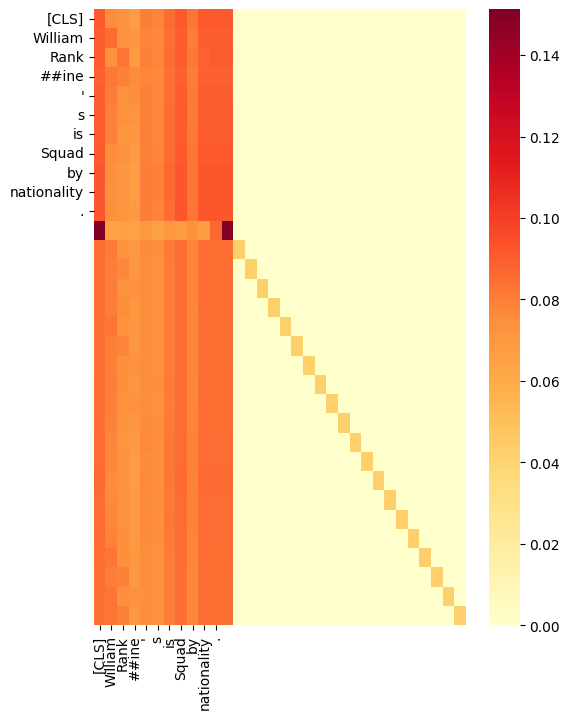 [CLS]
William
Rank
##ine
'
s
is
Squad
by
nationality
.
0.14
0.12
0.10
0.08
0.06
0.04
0.02
0.00
[CLS]
William
Rank
##ine
'
s
is
Squad
by
nationality
.